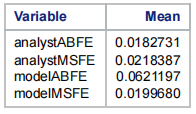 Variable Mean
analystABFE 0.0182731
analystMSFE 0.0218387
modelABFE 0.0621197
modelMSFE 0.0199680